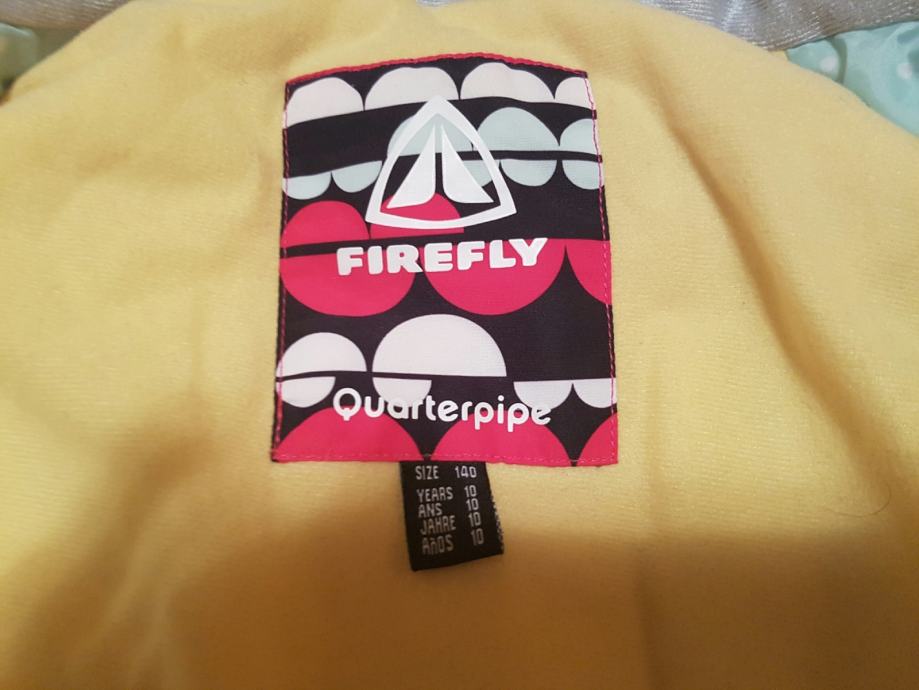 FIREFLY
Quarterpipe
SIZE 140
YEARS 10
ANS 10
JAHRE 10
AñOS 10